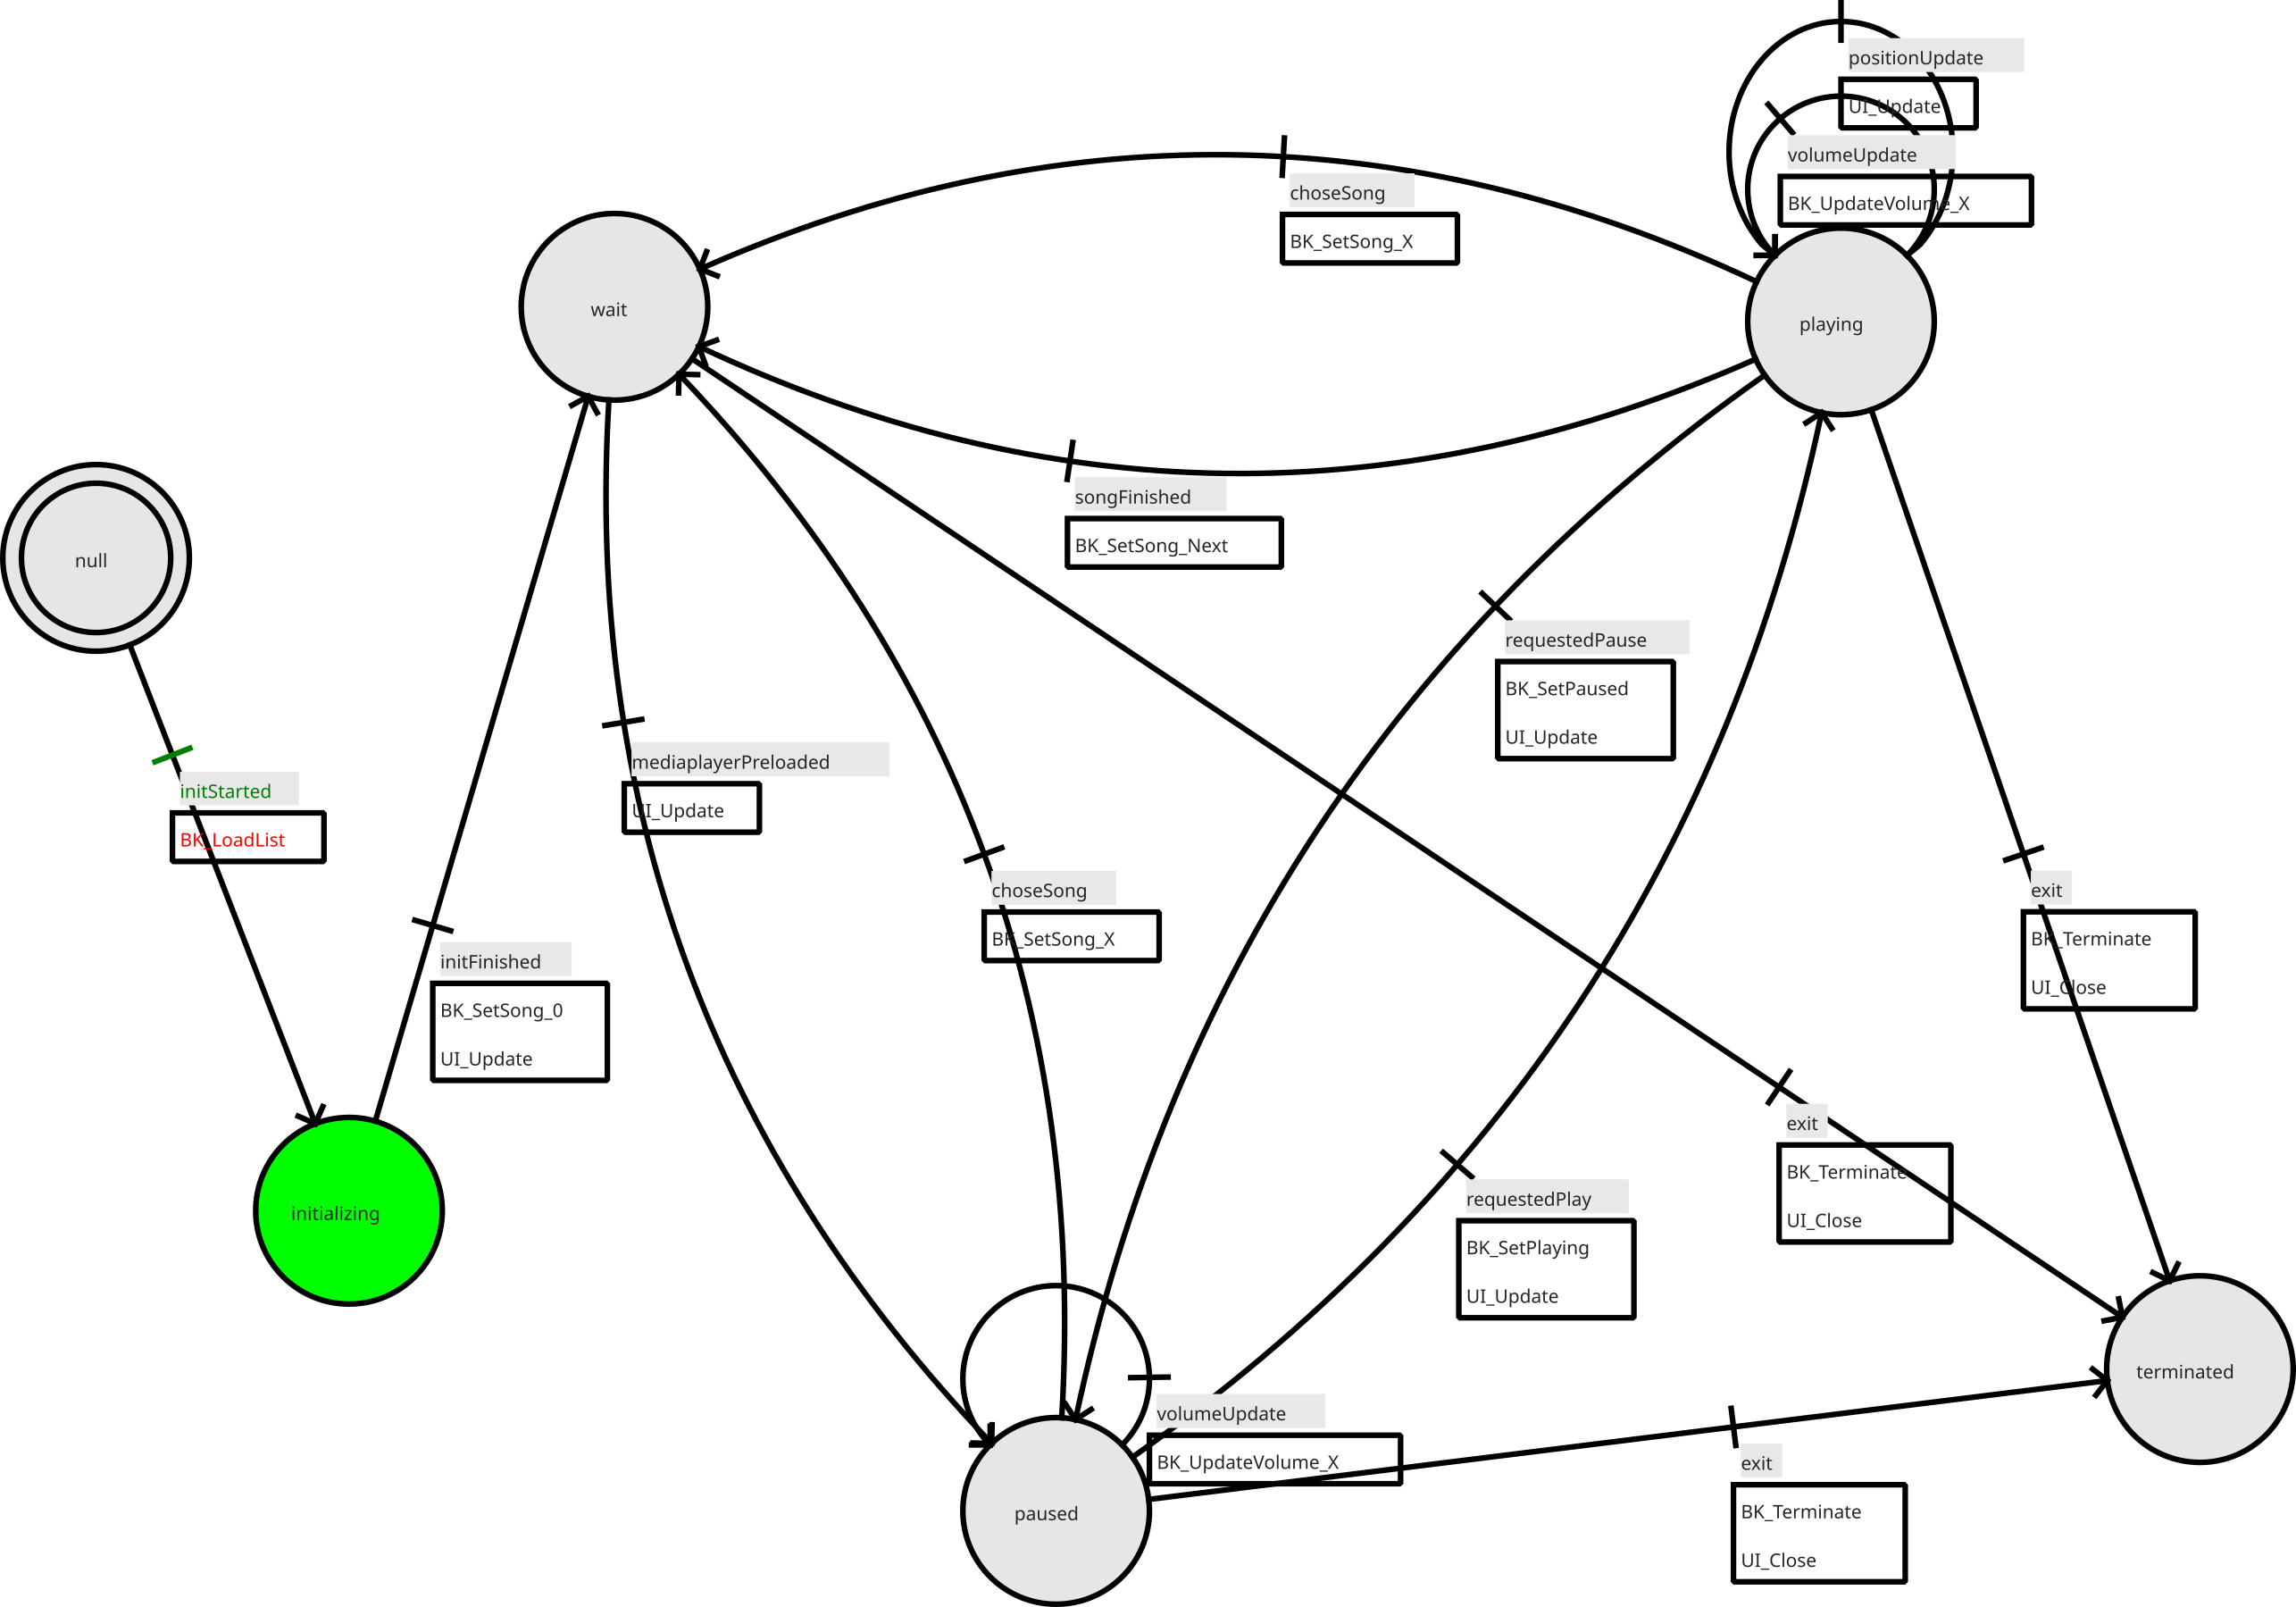 positionUpdate
UI_Update
volumeUpdate
BK_UpdateVolume_X
choseSong
BK_SetSong_X
wait
playing
songFinished
BK_SetSong_Next
null
requestedPause
BK_SetPaused
UI_Update
mediaplayerPreloaded
UI_Update
initStarted
BK_LoadList
choseSong
BK_SetSong_X
exit
BK_Terminate
UI_Close
initFinished
BK_SetSong_0
UI_Update
exit
BK_Terminate
UI_Close
requestedPlay
BK_SetPlaying
UI_Update
initializing
terminated
volumeUpdate
BK_UpdateVolume_X
exit
BK_Terminate
UI_Close
paused